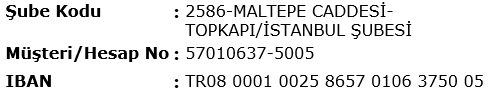 Şube Kodu : 2586-MALTEPE CADDESİ-
TOPKAPI/İSTANBUL ŞUBESİ
Müşteri/Hesap No : 57010637-5005
IBAN : TR08 0001 0025 8657 0106 3750 05